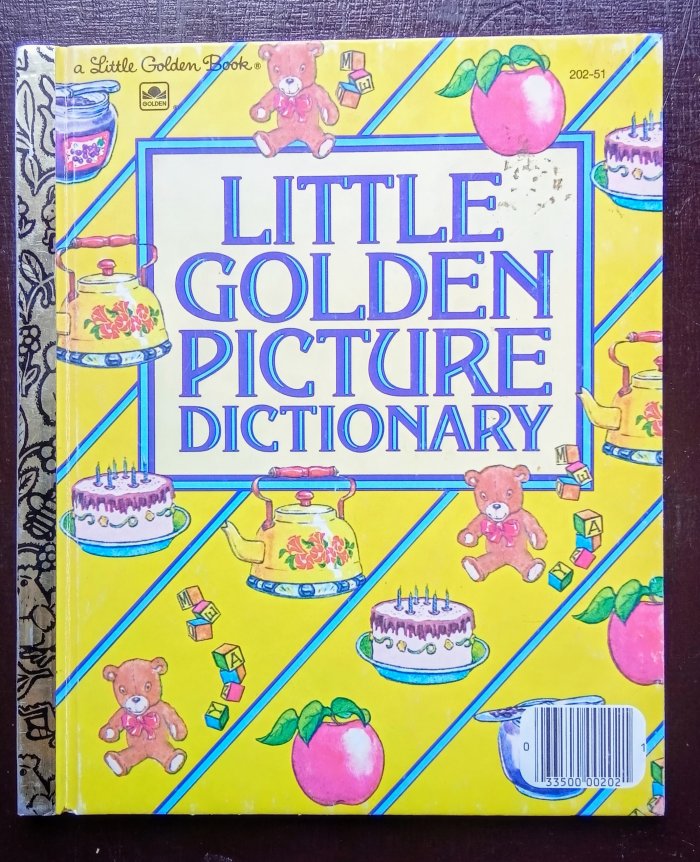 a Little Golden Book®
GOLDEN ®
202-51
LITTLE
GOLDEN
PICTURE
DICTIONARY
M
A
M
A
M
0
1
33500 00202